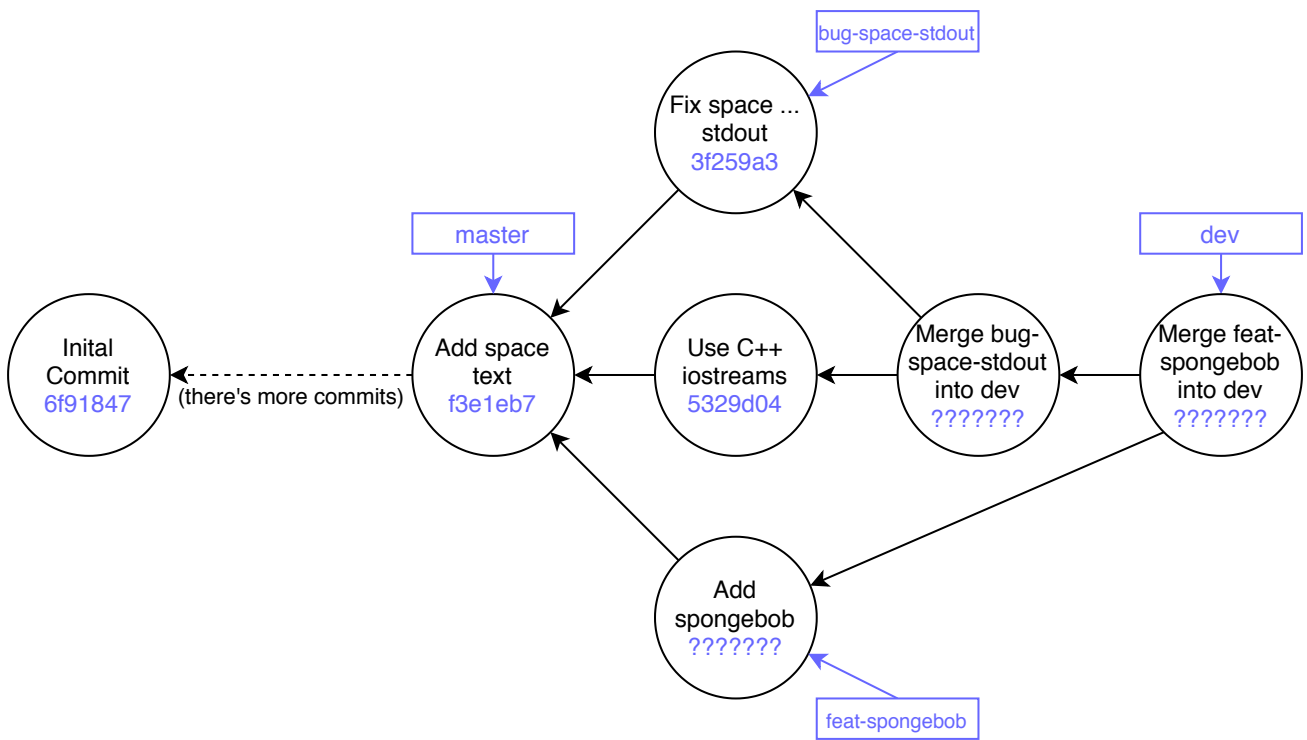 bug-space-stdout
Fix space ...
stdout
3f259a3
master
dev
Inital
Commit
6f91847
(there's more commits)
Add space
text
f3e1eb7
Use C++
iostreams
5329d04
Merge bug-
space-stdout
into dev
???????
Merge feat-
spongebob
into dev
???????
Add
spongebob
???????
feat-spongebob